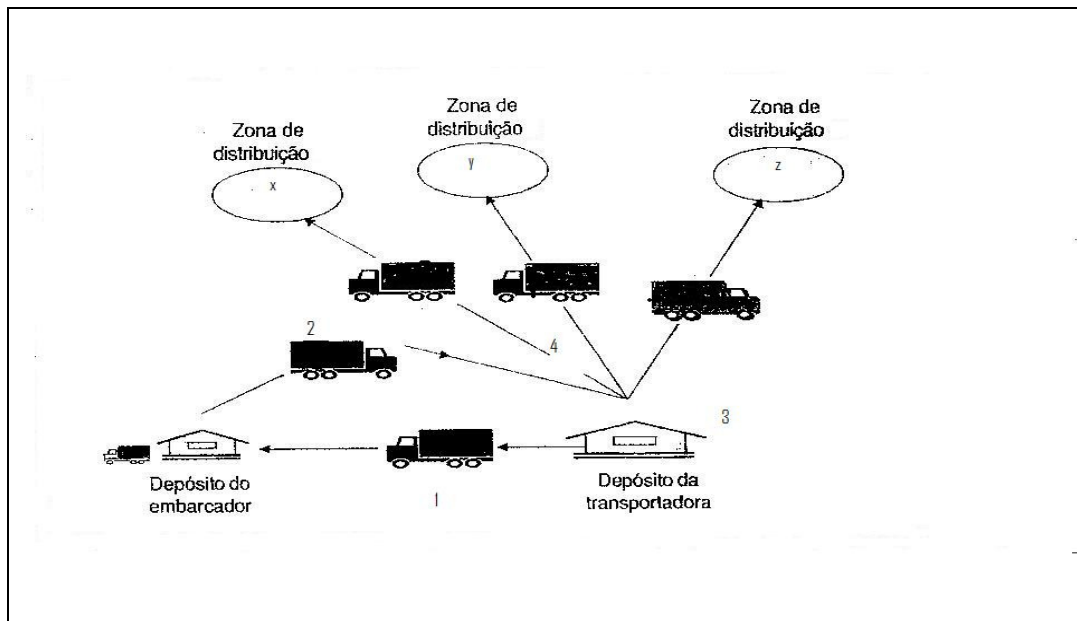 Zona de
distribuição
x
Zona de
distribuição
y
Zona de
distribuição
z
2
4
3
Depósito do
embarcador
1
Depósito da
transportadora